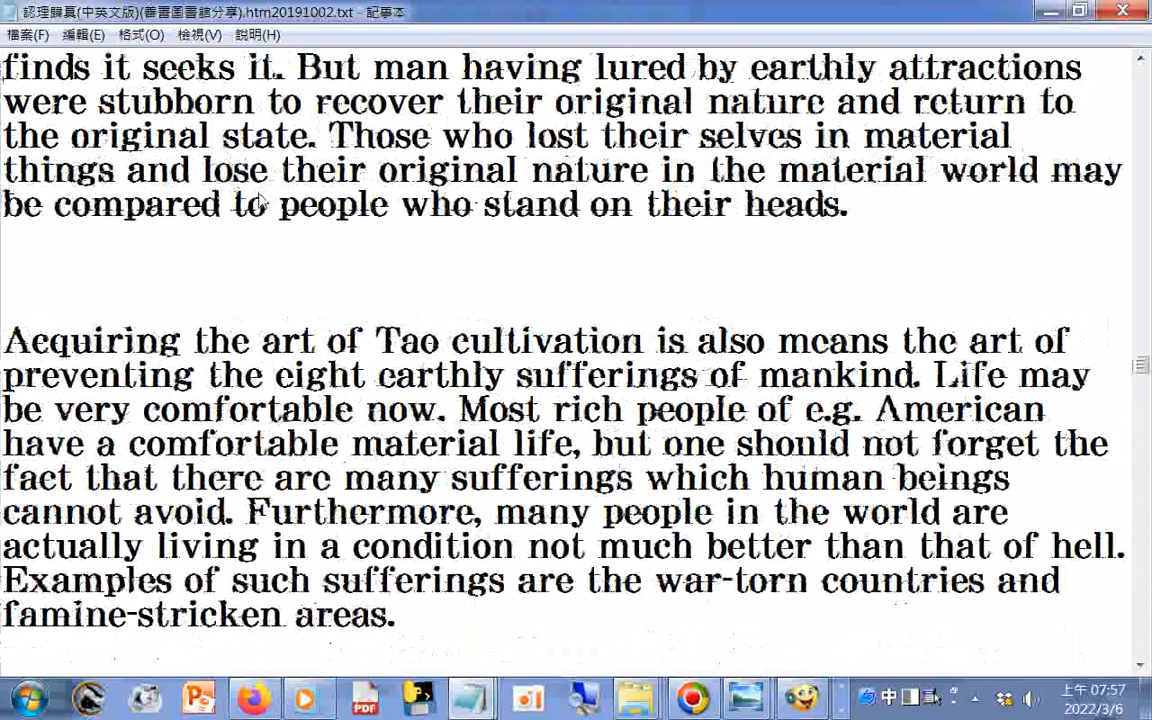 認理歸真(中英文版)(善書圖書館分享).htm20191002.txt - 記事本
檔案(F) 編輯(E) 格式(O) 檢視(V) 說明(H)
finds it seeks it. But man having lured by earthly attractions
were stubborn to recover their original nature and return to
the original state. Those who lost their selves in material
things and lose their original nature in the material world may
be compared to people who stand on their heads.
Acquiring the art of Tao cultivation is also means the art of
preventing the eight earthly sufferings of mankind. Life may
be very comfortable now. Most rich people of e.g. American
have a comfortable material life, but one should not forget the
fact that there are many sufferings which human beings
cannot avoid. Furthermore, many people in the world are
actually living in a condition not much better than that of hell.
Examples of such sufferings are the war-torn countries and
famine-stricken areas.
中
上午 07:57
2022/3/6